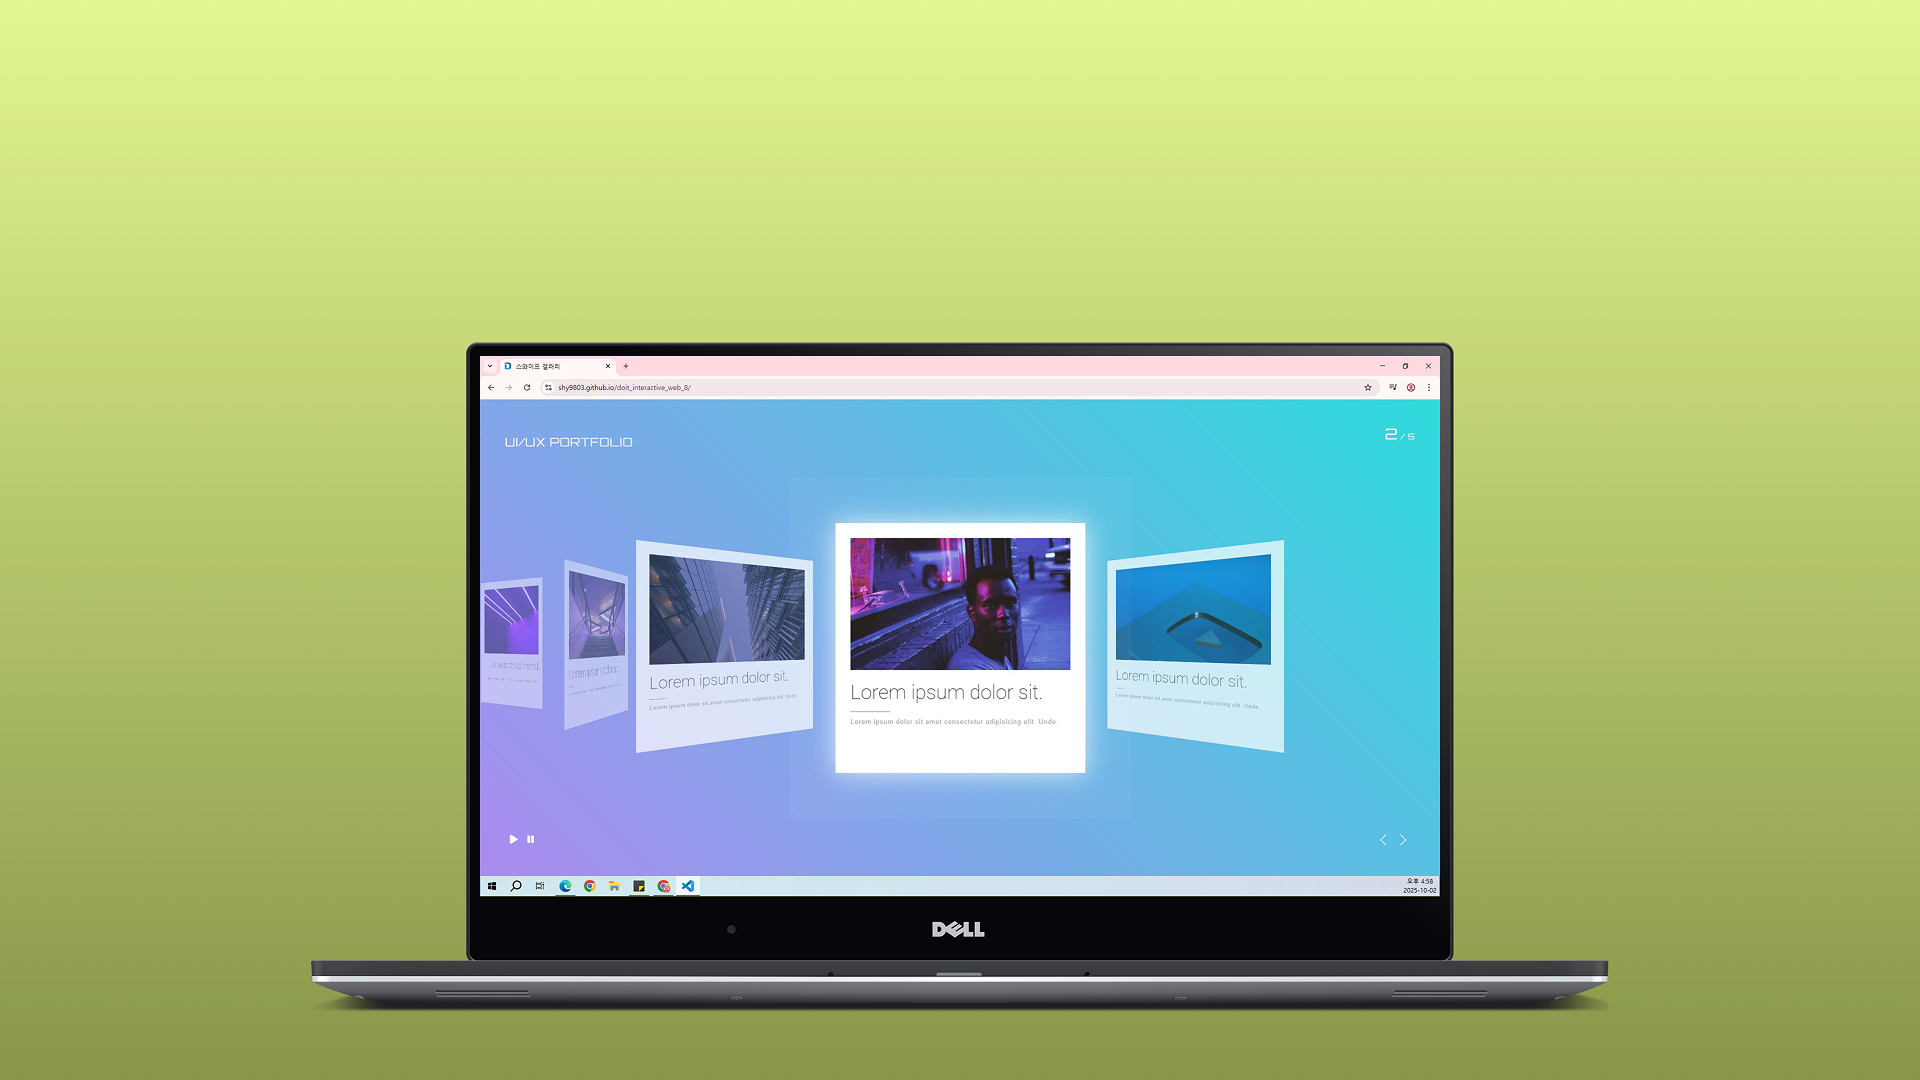 스와이프 갤러리
shy9803.github.io/doit_interactive_web_8/
UI/UX PORTFOLIO
2/5
Lorem ipsum dolor sit.
Lorem ipsum dolor sit.
Lorem ipsum dolor sit amet consectetur adipisicing elit. Unde.
Lorem ipsum dolor sit.
Lorem ipsum dolor sit amet consectetur adipisicing elit. Unde.
Lorem ipsum dolor sit.
Lorem ipsum dolor sit amet consectetur adipisicing elit. Unde.
오후 4:58
2025-10-02
DELL